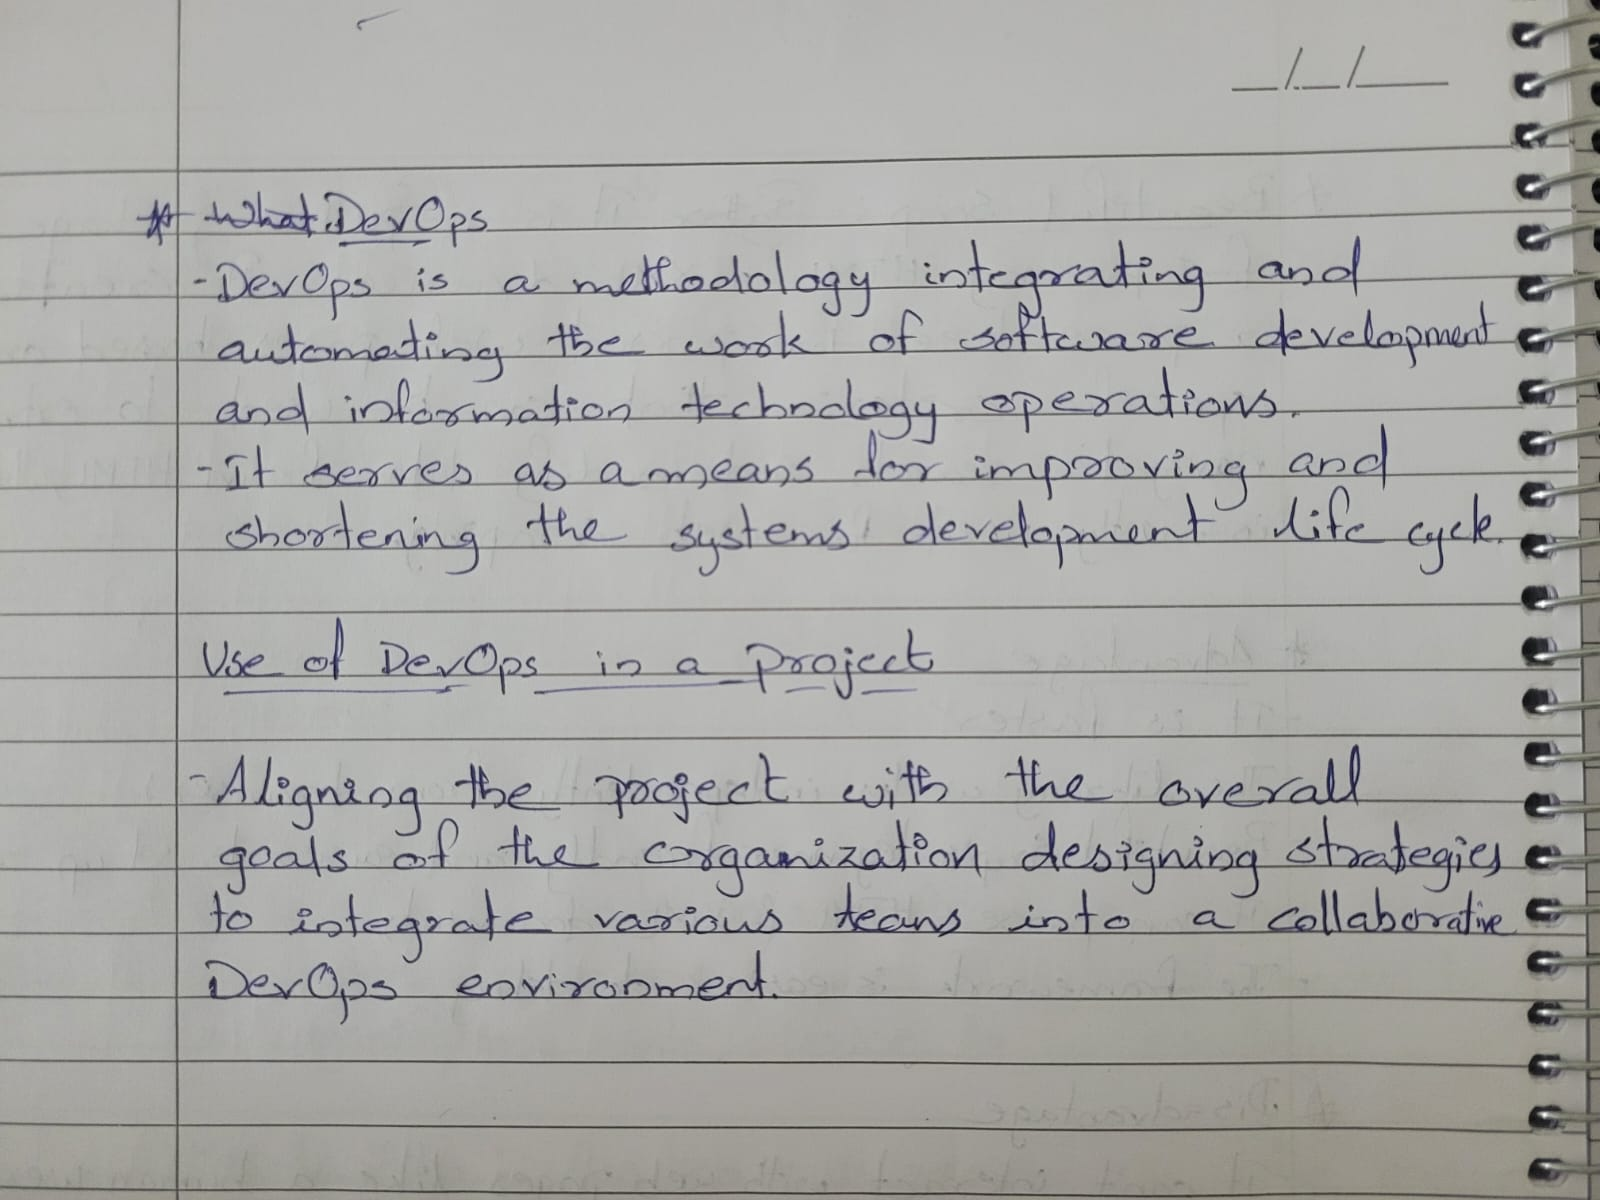 # What DevOps
- DevOps is a methodology integrating and
automating the work of software development
and information technology operations.
- It serves as a means for improving and
shortening the systems development life cycle.
Use of DevOps in a Project
- Aligning the project with the overall
goals of the organization designing strategies
to integrate various teams into a collaborative
DevOps environment.